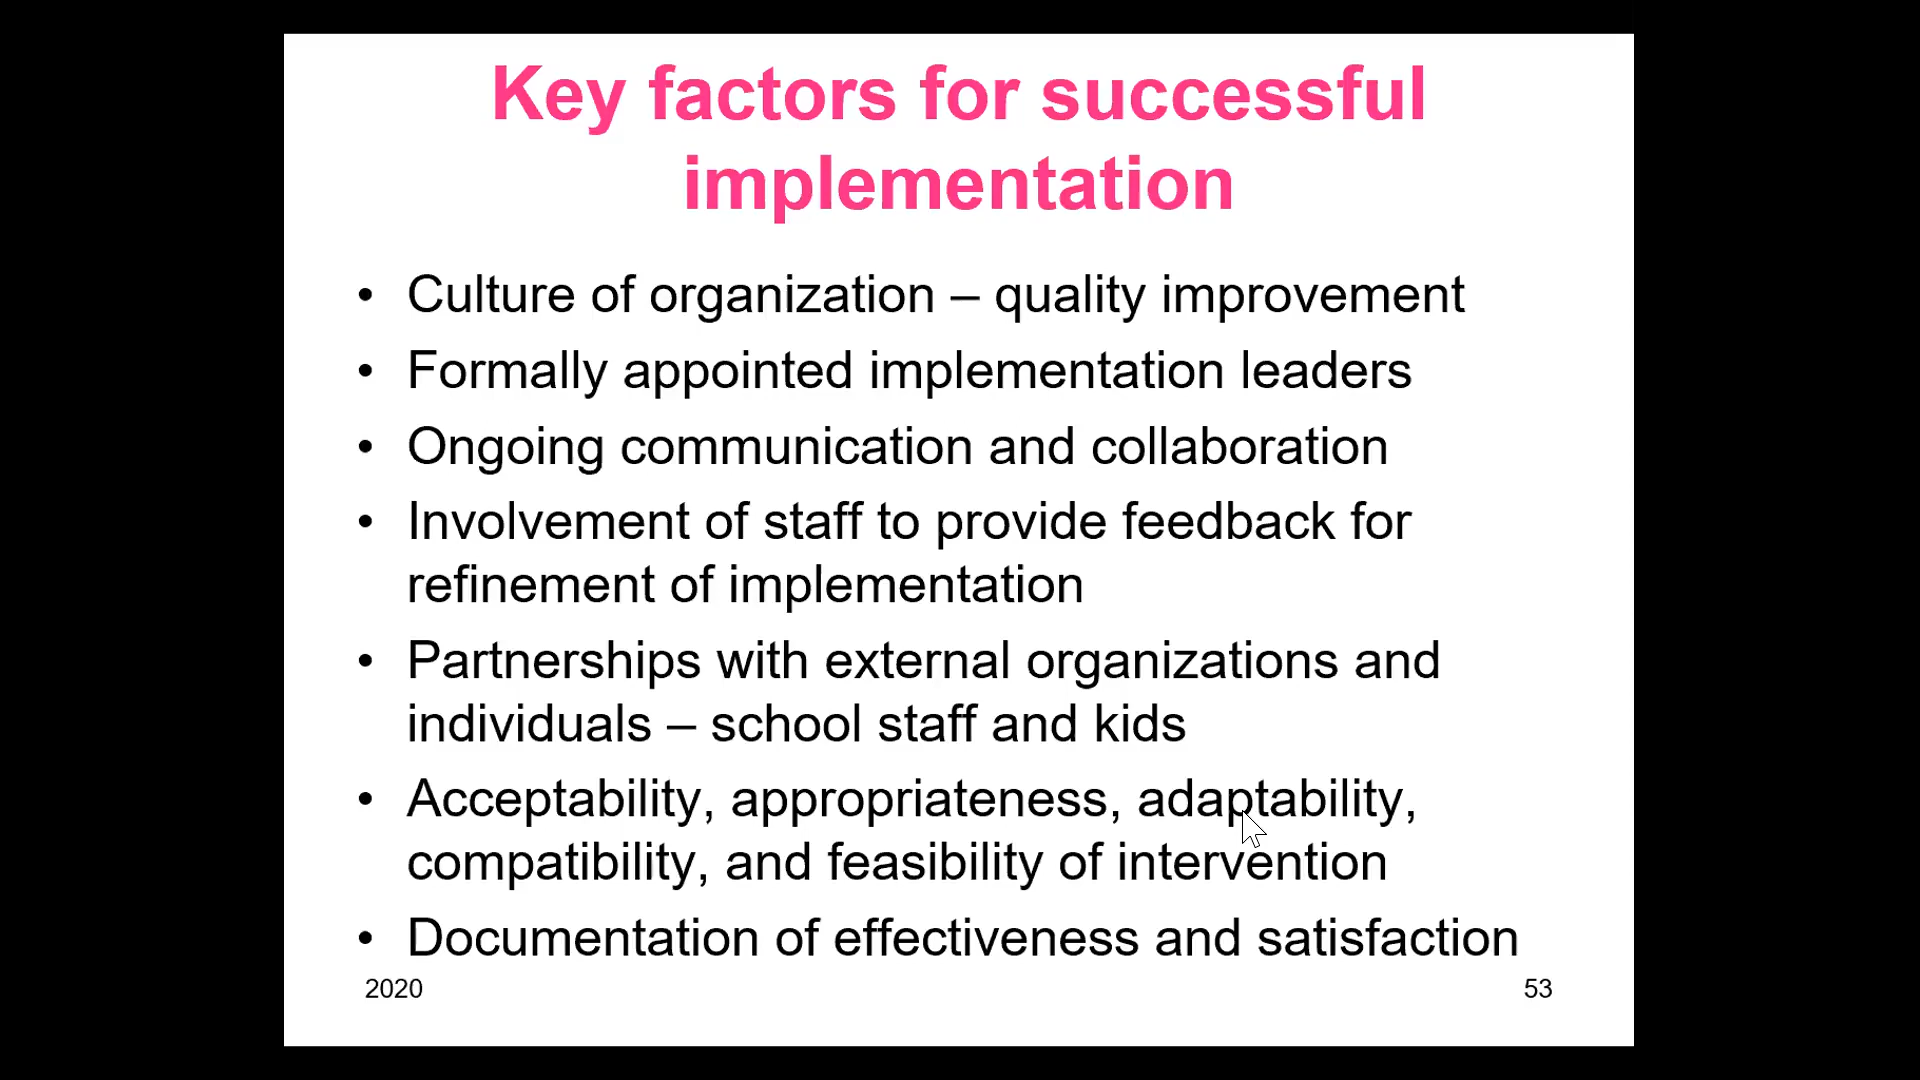 Key factors for successful
implementation
• Culture of organization – quality improvement
• Formally appointed implementation leaders
• Ongoing communication and collaboration
• Involvement of staff to provide feedback for
refinement of implementation
• Partnerships with external organizations and
individuals – school staff and kids
• Acceptability, appropriateness, adaptability,
compatibility, and feasibility of intervention
• Documentation of effectiveness and satisfaction
2020
53